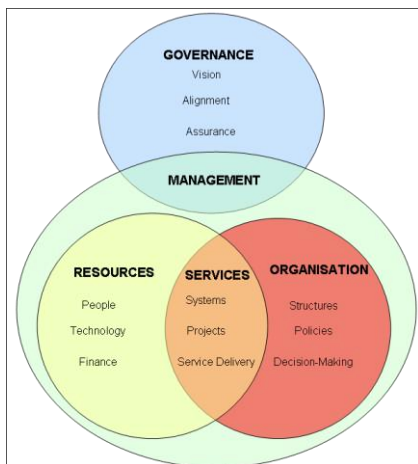 GOVERNANCE
Vision
Alignment
Assurance
MANAGEMENT
RESOURCES
People
Technology
Finance
SERVICES
Systems
Projects
Service Delivery
ORGANISATION
Structures
Policies
Decision-Making